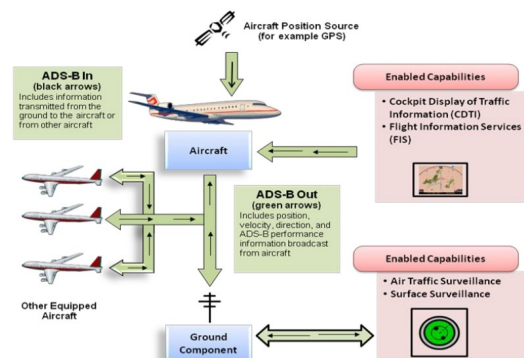 Aircraft Position Source
(for example GPS)
ADS-B In
(black arrows)
Includes information
transmitted from the
ground to the aircraft or
from other aircraft
Aircraft
Enabled Capabilities
• Cockpit Display of Traffic
Information (CDTI)
• Flight Information Services
(FIS)
ADS-B Out
(green arrows)
Includes position,
velocity, direction, and
ADS-B performance
information broadcast
from aircraft
Other Equipped
Aircraft
Enabled Capabilities
• Air Traffic Surveillance
• Surface Surveillance
Ground
Component